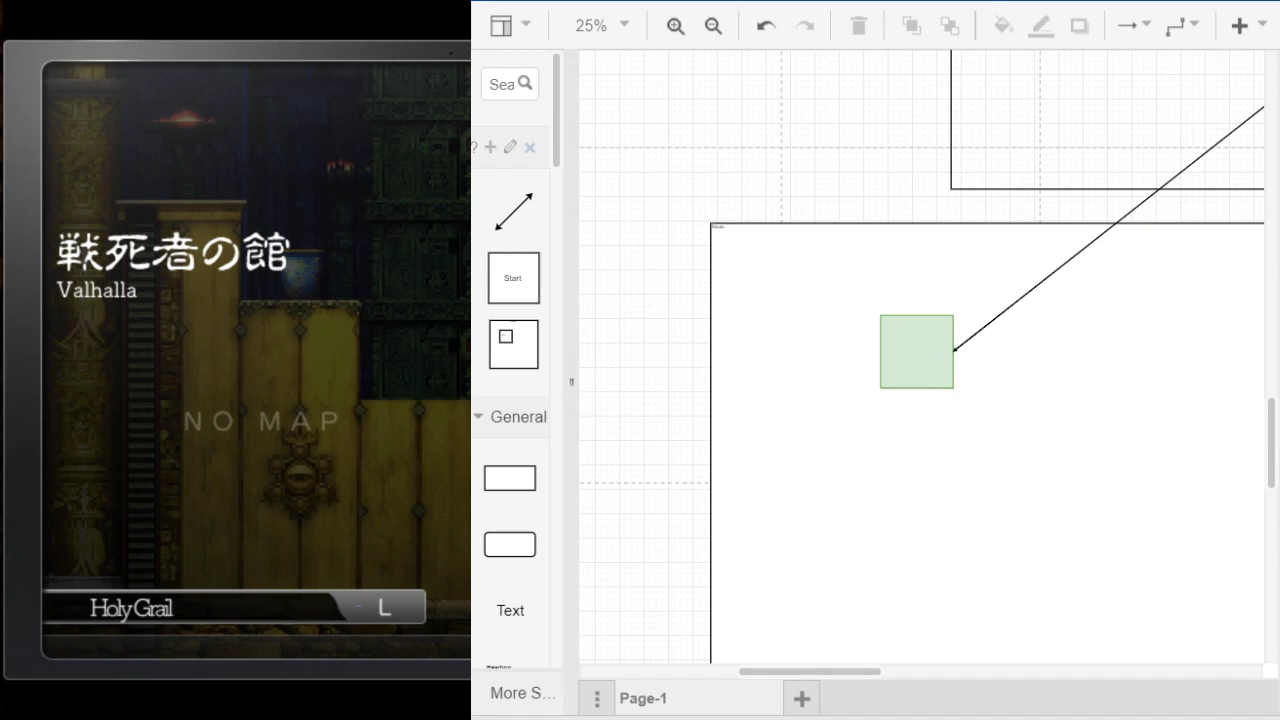 戦死者の館
Valhalla
NO MAP
Holy Grail
L
25%
Sea
?
Start
General
Text
More S...
Page-1